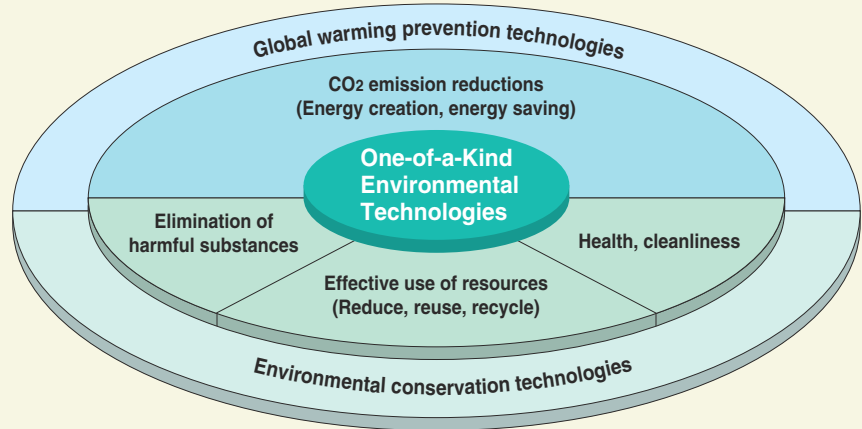 Global warming prevention technologies
CO2 emission reductions
(Energy creation, energy saving)
One-of-a-Kind
Environmental
Technologies
Elimination of
harmful substances
Health, cleanliness
Effective use of resources
(Reduce, reuse, recycle)
Environmental conservation technologies